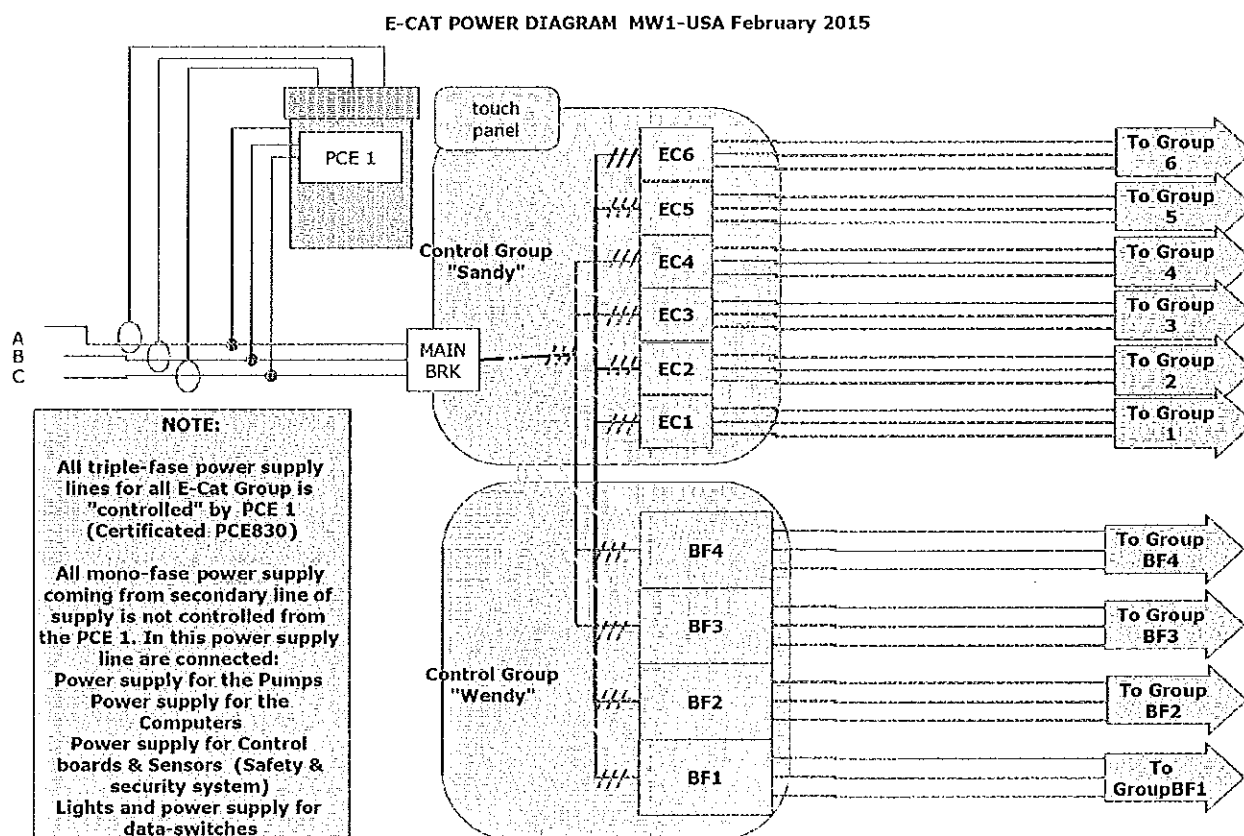 E-CAT POWER DIAGRAM MW1-USA February 2015
touch
panel
PCE 1
EC6
EC5
EC4
EC3
EC2
EC1
To Group
6
To Group
5
To Group
4
To Group
3
To Group
2
To Group
1
Control Group
"Sandy"
A
B
C
MAIN
BRK
NOTE:
All triple-fase power supply
lines for all E-Cat Group is
"controlled" by PCE 1
(Certificated PCE830)
All mono-fase power supply
coming from secondary line of
supply is not controlled from
the PCE 1. In this power supply
line are connected:
Power supply for the Pumps
Power supply for the
Computers
Power supply for Control
boards & Sensors (Safety &
security system)
Lights and power supply for
data-switches
Control Group
"Wendy"
BF4
BF3
BF2
BF1
To Group
BF4
To Group
BF3
To Group
BF2
To
GroupBF1